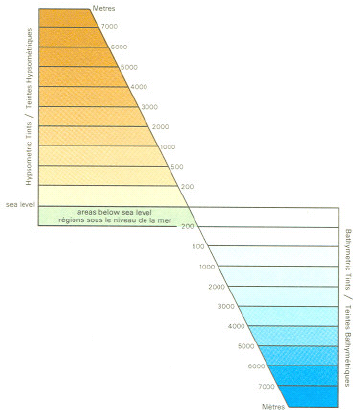 Metres
7000
6000
5000
4000
3000
2000
1000
500
200
Hypsometric Tints / Teintes Hypsométriques
sea level
areas below sea level
régions sous le niveau de la mer
200
100
1000
2000
3000
4000
5000
6000
7000
Mètres
Bathymetric Tints / Teintes Bathymétriques